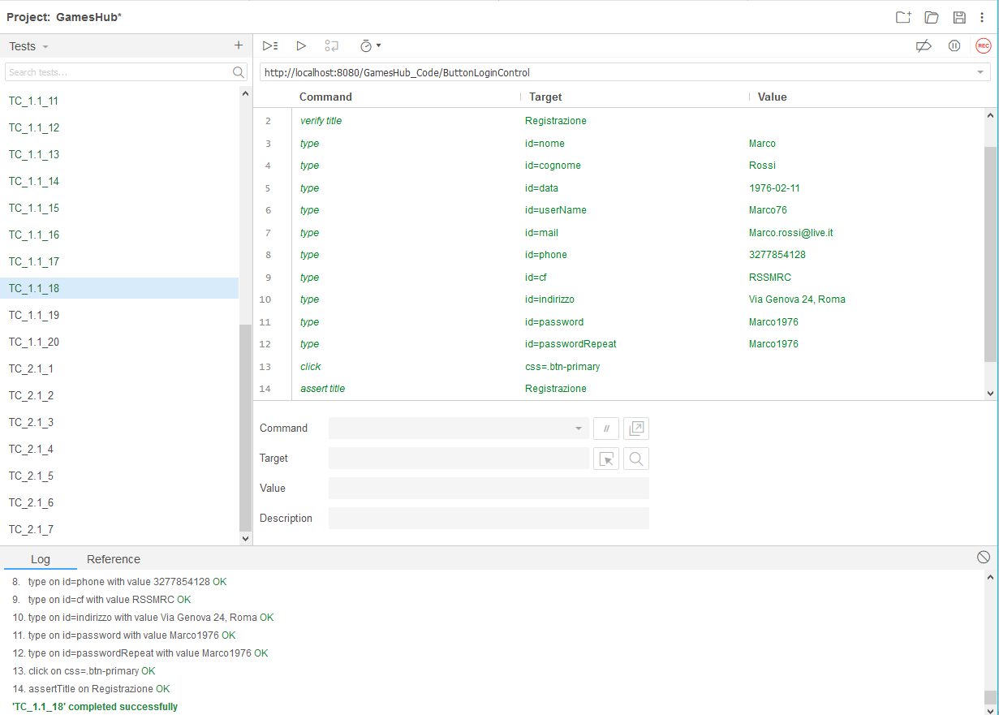 Project: GamesHub*
Tests
+
Search tests...
TC_1.1_11
TC_1.1_12
TC_1.1_13
TC_1.1_14
TC_1.1_15
TC_1.1_16
TC_1.1_17
TC_1.1_18
TC_1.1_19
TC_1.1_20
TC_2.1_1
TC_2.1_2
TC_2.1_3
TC_2.1_4
TC_2.1_5
TC_2.1_6
TC_2.1_7
REC
http://localhost:8080/GamesHub_Code/ButtonLoginControl
Command Target Value
2 verify title Registrazione
3 type id=nome Marco
4 type id=cognome Rossi
5 type id=data 1976-02-11
6 type id=userName Marco76
7 type id=mail Marco.rossi@live.it
8 type id=phone 3277854128
9 type id=cf RSSMRC
10 type id=indirizzo Via Genova 24, Roma
11 type id=password Marco1976
12 type id=passwordRepeat Marco1976
13 click css=.btn-primary
14 assert title Registrazione
Command //
Target
Value
Description
Log Reference
8. type on id=phone with value 3277854128 OK
9. type on id=cf with value RSSMRC OK
10. type on id=indirizzo with value Via Genova 24, Roma OK
11. type on id=password with value Marco1976 OK
12. type on id=passwordRepeat with value Marco1976 OK
13. click on css=.btn-primary OK
14. assertTitle on Registrazione OK
'TC_1.1_18' completed successfully